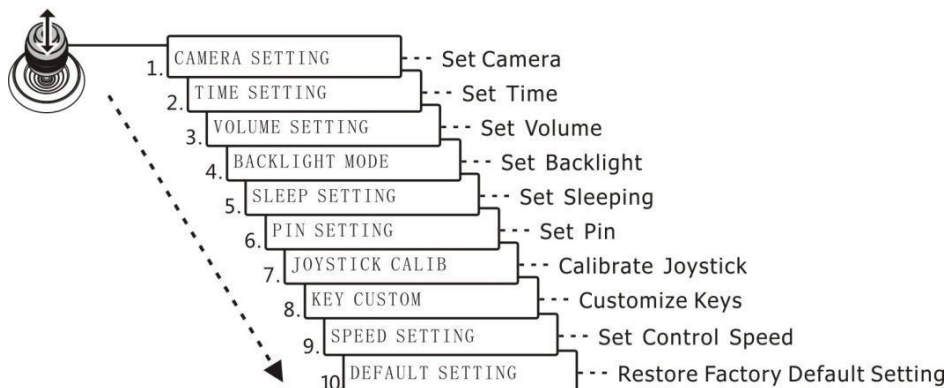 1. CAMERA SETTING --- Set Camera
2. TIME SETTING --- Set Time
3. VOLUME SETTING --- Set Volume
4. BACKLIGHT MODE --- Set Backlight
5. SLEEP SETTING --- Set Sleeping
6. PIN SETTING --- Set Pin
7. JOYSTICK CALIB --- Calibrate Joystick
8. KEY CUSTOM --- Customize Keys
9. SPEED SETTING --- Set Control Speed
10 DEFAULT SETTING --- Restore Factory Default Setting